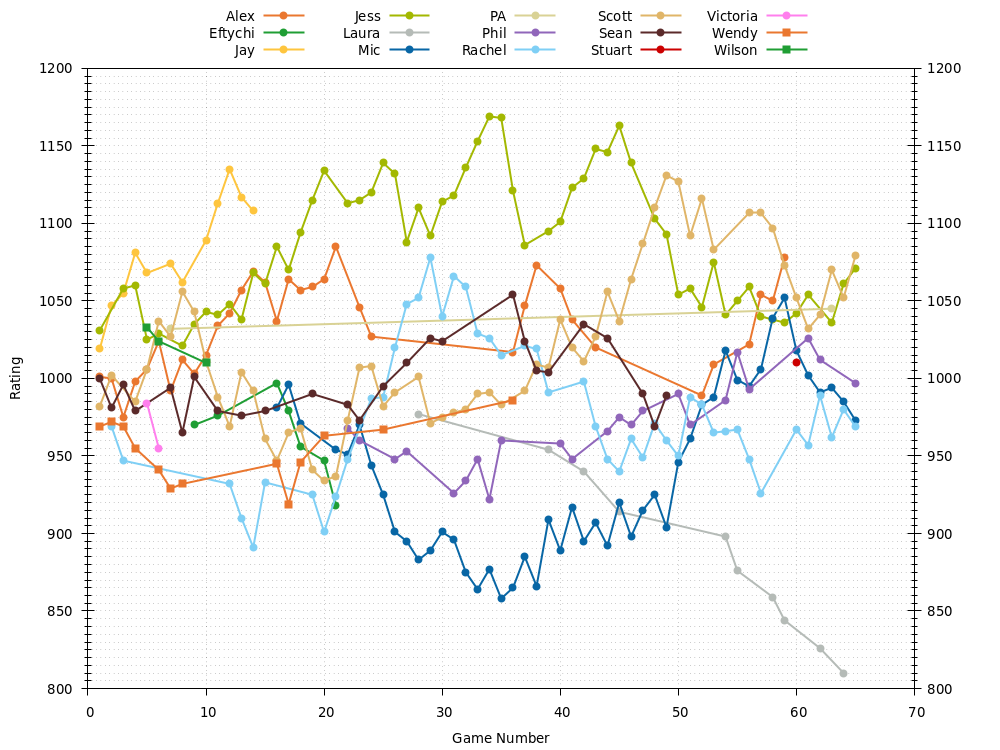 Alex Jess PA Scott Victoria
Eftychi Laura Phil Sean Wendy
Jay Mic Rachel Stuart Wilson
1200 1200
1150 1150
1100 1100
1050 1050
1000 1000
950 950
900 900
850 850
800 800
Rating
0 10 20 30 40 50 60 70
Game Number